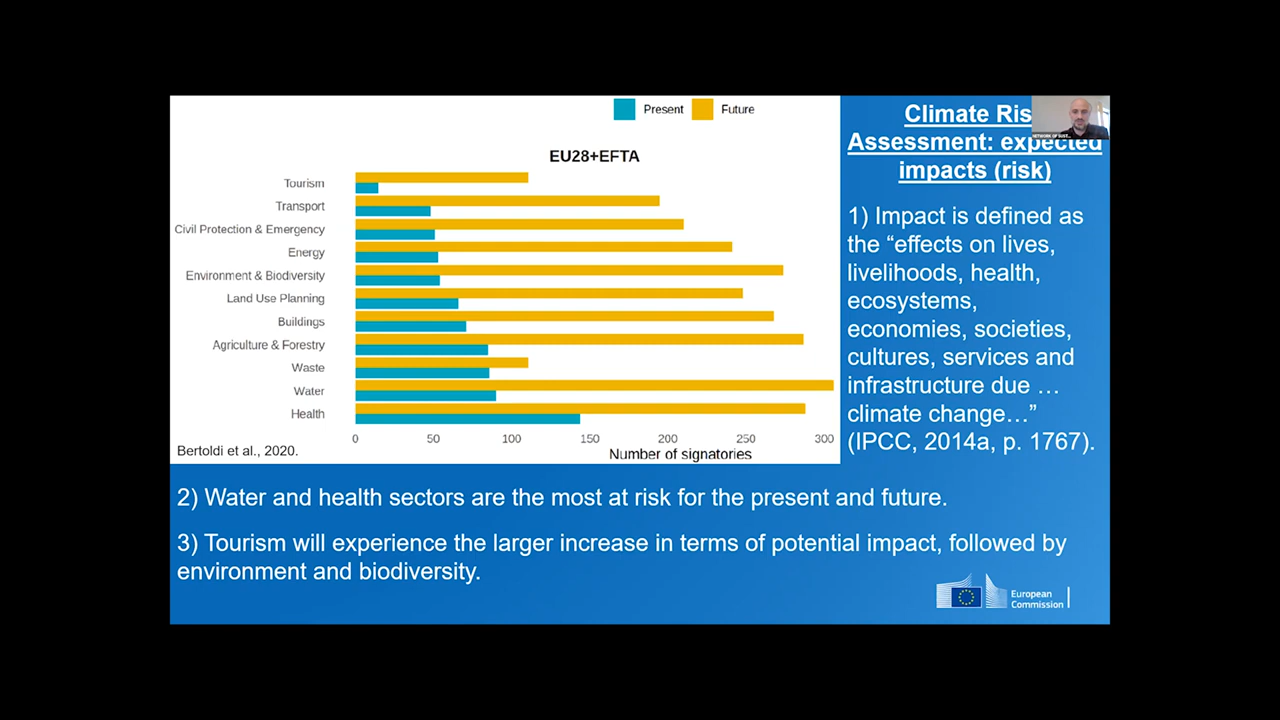 Present
Future
EU28+EFTA
Tourism
Transport
Civil Protection & Emergency
Energy
Environment & Biodiversity
Land Use Planning
Buildings
Agriculture & Forestry
Waste
Water
Health
0 50 100 150 200 250 300
Number of signatories
Bertoldi et al., 2020.
Climate Ris
Assessment: expected
impacts (risk)
1) Impact is defined as
the “effects on lives,
livelihoods, health,
ecosystems,
economies, societies,
cultures, services and
infrastructure due …
climate change…”
(IPCC, 2014a, p. 1767).
2) Water and health sectors are the most at risk for the present and future.
3) Tourism will experience the larger increase in terms of potential impact, followed by
environment and biodiversity.
European
Commission